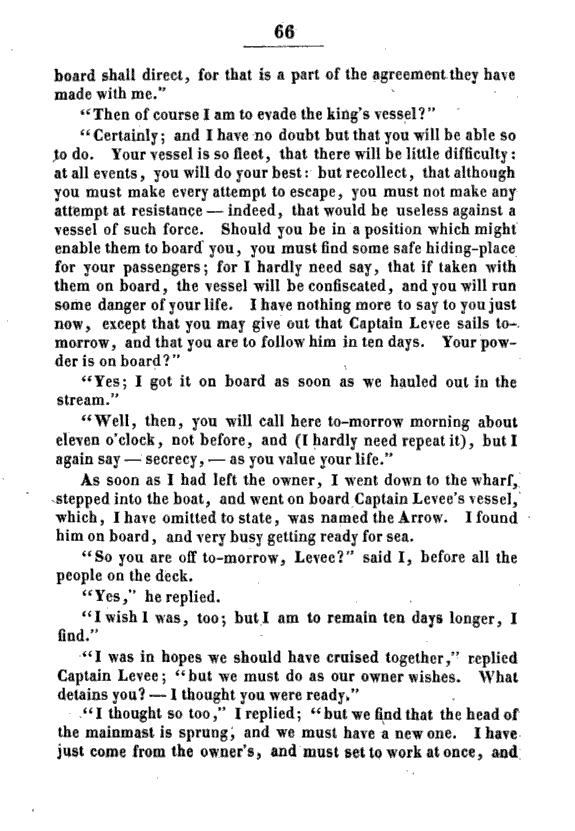 66
board shall direct, for that is a part of the agreement they have
made with me.”
“Then of course I am to evade the king's vessel?”
“Certainly; and I have no doubt but that you will be able so
to do. Your vessel is so fleet, that there will be little difficulty:
at all events, you will do your best: but recollect, that although
you must make every attempt to escape, you must not make any
attempt at resistance — indeed, that would be useless against a
vessel of such force. Should you be in a position which might
enable them to board you, you must find some safe hiding-place
for your passengers; for I hardly need say, that if taken with
them on board, the vessel will be confiscated, and you will run
some danger of your life. I have nothing more to say to you just
now, except that you may give out that Captain Levee sails to-
morrow, and that you are to follow him in ten days. Your pow-
der is on board?”
“Yes; I got it on board as soon as we hauled out in the
stream.”
“Well, then, you will call here to-morrow morning about
eleven o'clock, not before, and (I hardly need repeat it), but I
again say — secrecy, — as you value your life.”
As soon as I had left the owner, I went down to the wharf,
stepped into the boat, and went on board Captain Levee's vessel,
which, I have omitted to state, was named the Arrow. I found
him on board, and very busy getting ready for sea.
“So you are off to-morrow, Levee?” said I, before all the
people on the deck.
“Yes,” he replied.
“I wish I was, too; but I am to remain ten days longer, I
find.”
“I was in hopes we should have cruised together,” replied
Captain Levee; “but we must do as our owner wishes. What
detains you? — I thought you were ready.”
“I thought so too,” I replied; “but we find that the head of
the mainmast is sprung, and we must have a new one. I have
just come from the owner's, and must set to work at once, and